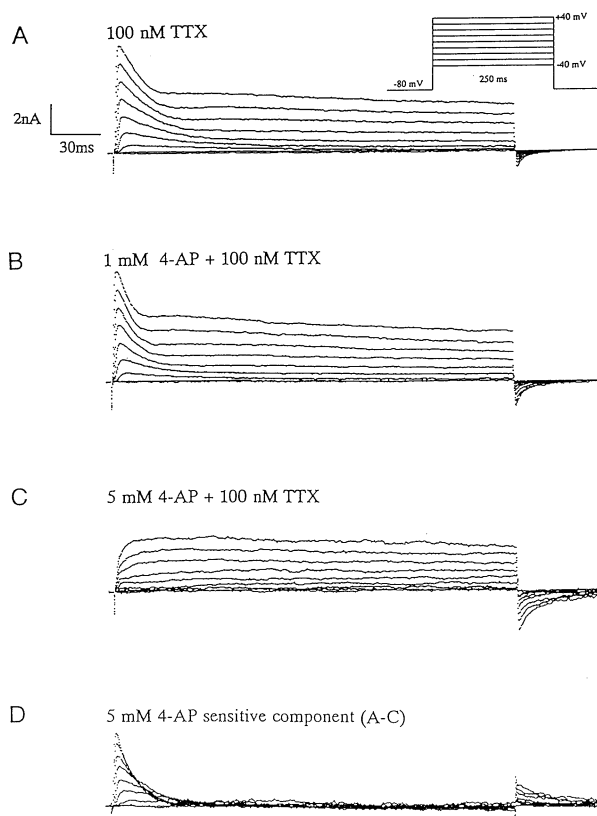 A
100 nM TTX
+40 mV
-40 mV
-80 mV
250 ms
2nA
30ms
B
1 mM 4-AP + 100 nM TTX
C
5 mM 4-AP + 100 nM TTX
D
5 mM 4-AP sensitive component (A-C)